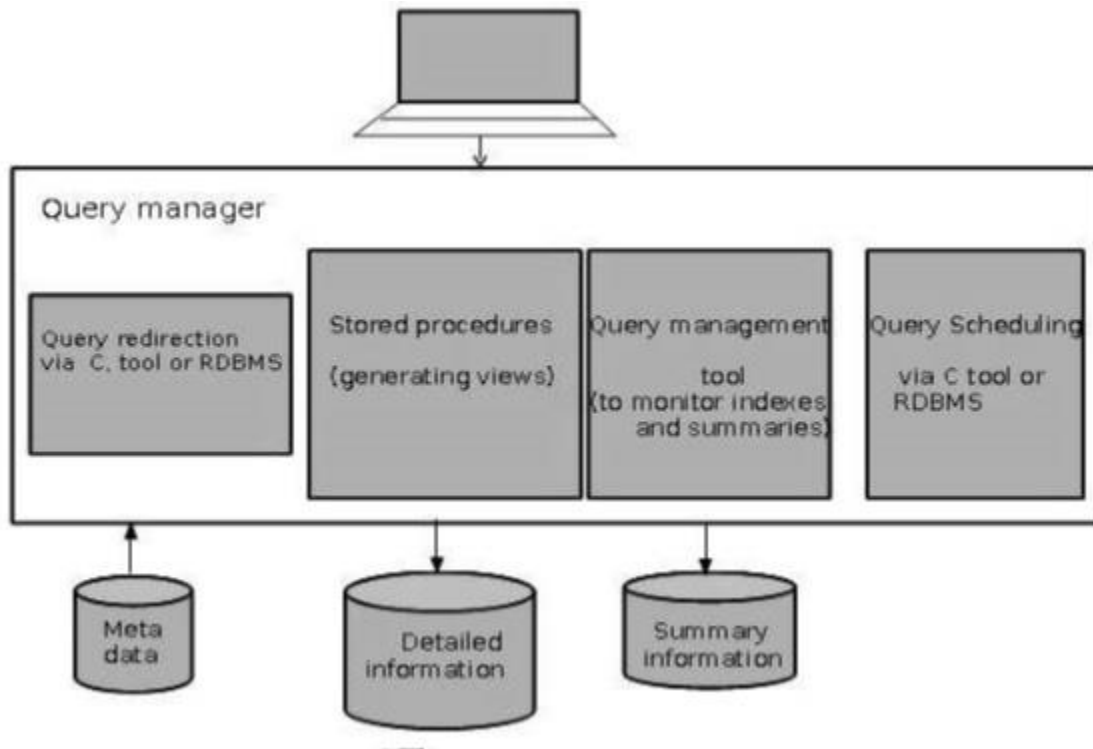 Query manager
Query redirection
via C, tool or RDBMS
Stored procedures
(generating views)
Query management
tool
(to monitor indexes
and summaries)
Query Scheduling
via C tool or
RDBMS
Meta
data
Detailed
information
Summary
information